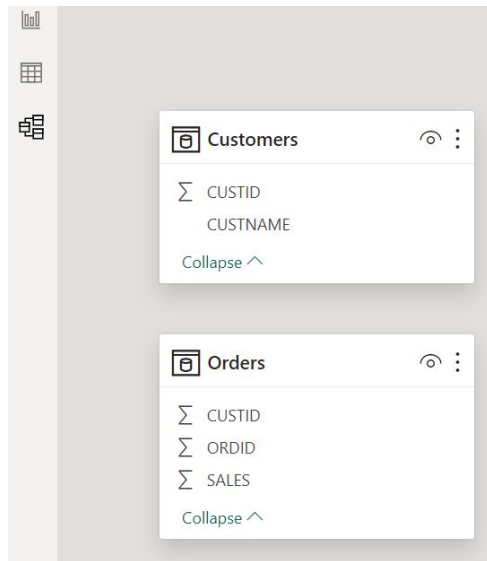 Customers
CUSTID
CUSTNAME
Collapse
Orders
CUSTID
ORDID
SALES
Collapse